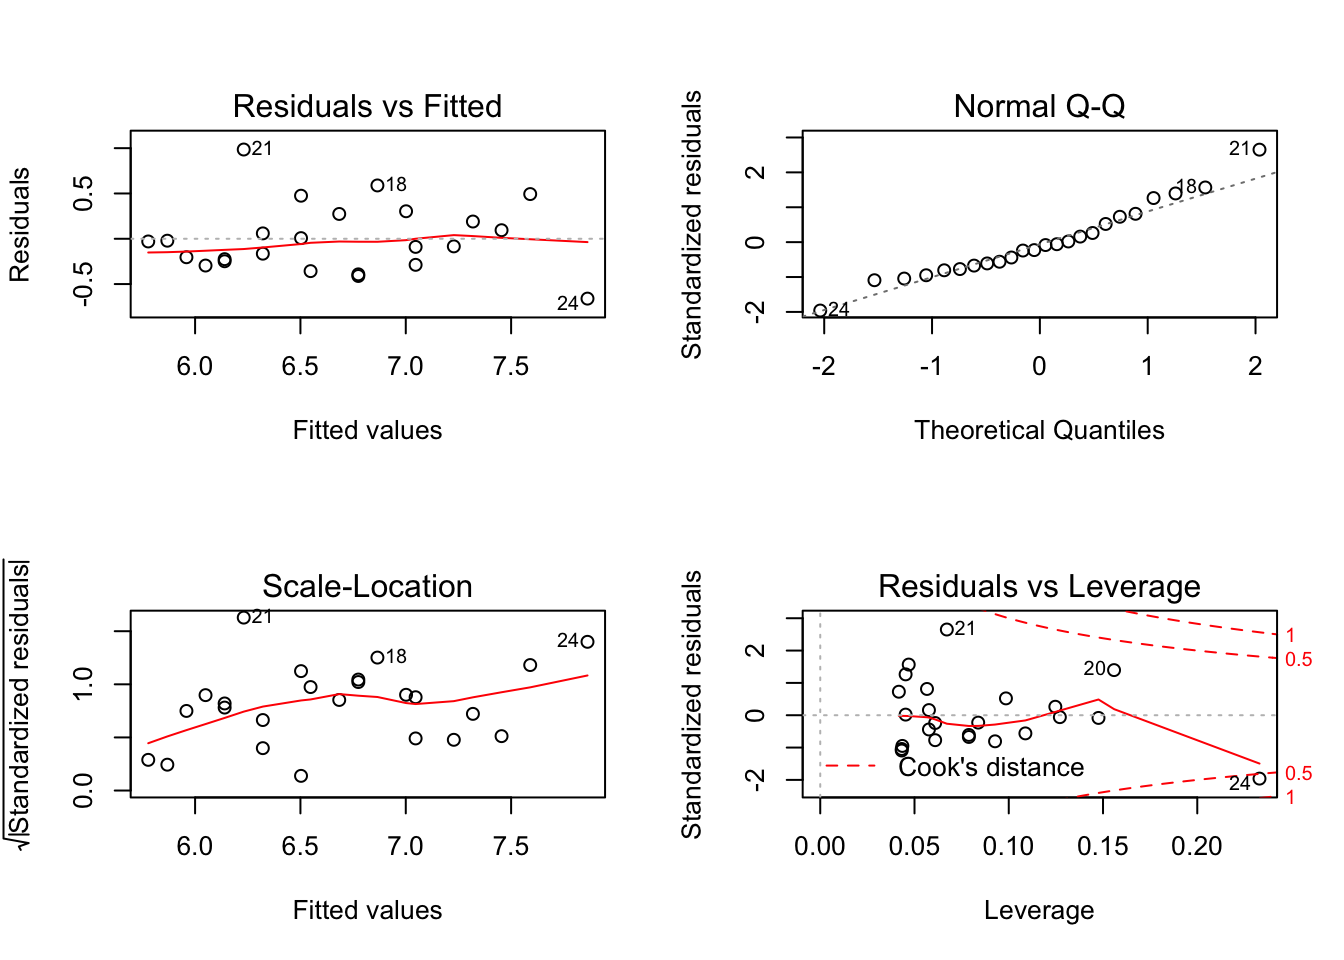 Residuals vs Fitted
Residuals
-0.5 0.5
21
18
24
6.0 6.5 7.0 7.5
Fitted values
Normal Q-Q
Standardized residuals
-2 0 2
21
18
24
-2 -1 0 1 2
Theoretical Quantiles
Scale-Location
√|Standardized residuals|
0.0 1.0
21
18
24
6.0 6.5 7.0 7.5
Fitted values
Residuals vs Leverage
Standardized residuals
-2 0 2
21
20
24
1
0.5
0.5
1
Cook's distance
0.00 0.05 0.10 0.15 0.20
Leverage